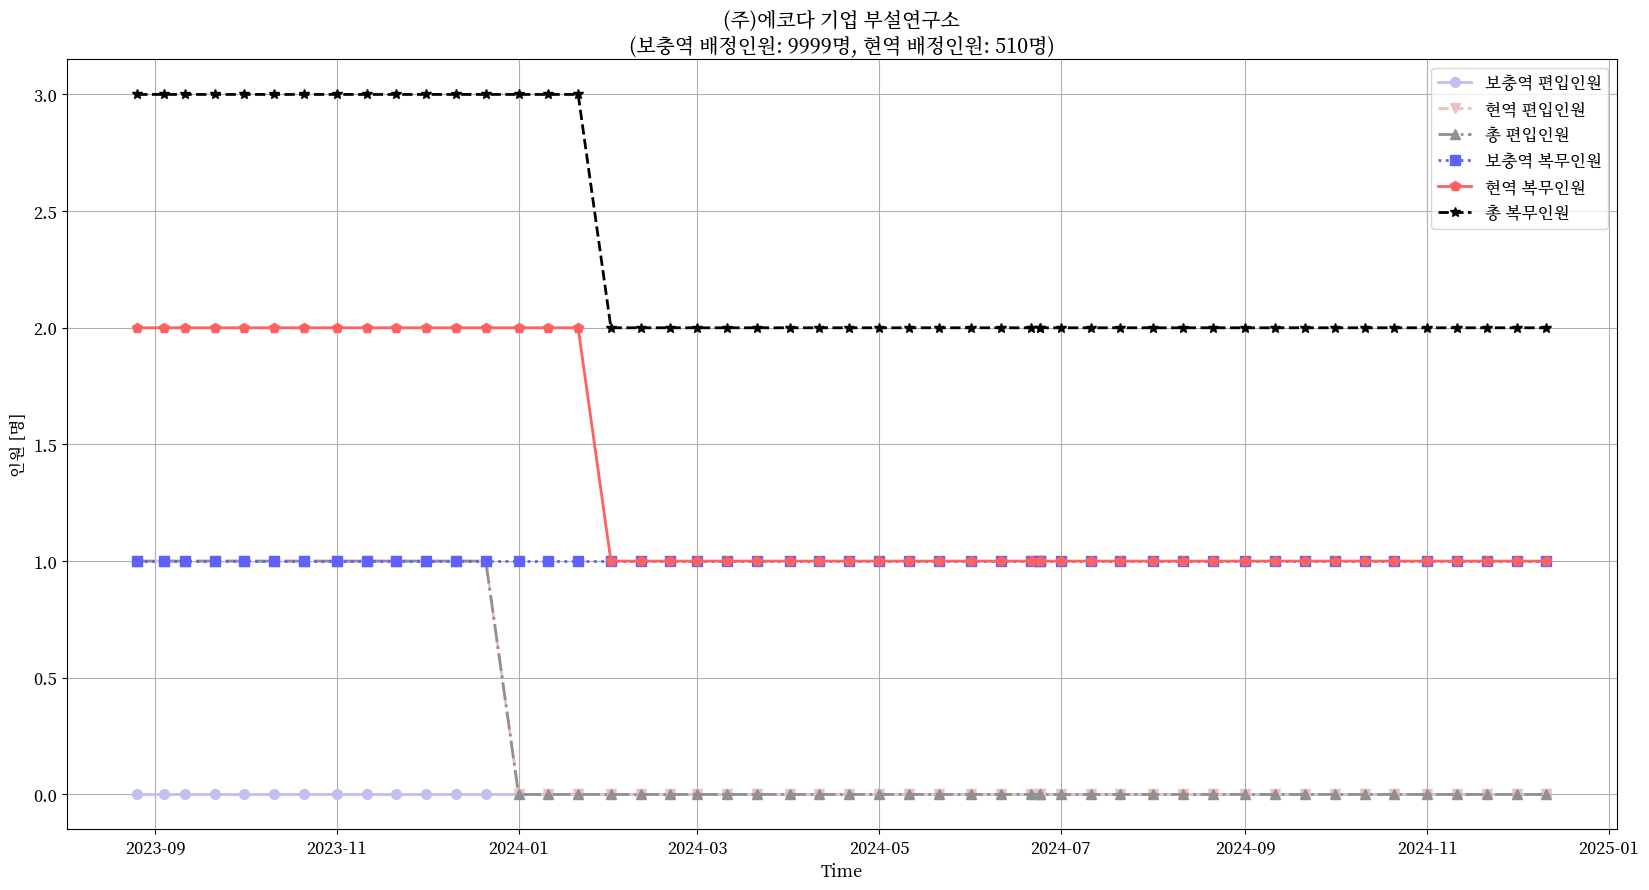 (주)에코다 기업 부설연구소
(보충역 배정인원: 9999명, 현역 배정인원: 510명)
보충역 편입인원
현역 편입인원
총 편입인원
보충역 복무인원
현역 복무인원
총 복무인원
인원 [명]
3.0
2.5
2.0
1.5
1.0
0.5
0.0
2023-09 2023-11 2024-01 2024-03 2024-05 2024-07 2024-09 2024-11 2025-01
Time